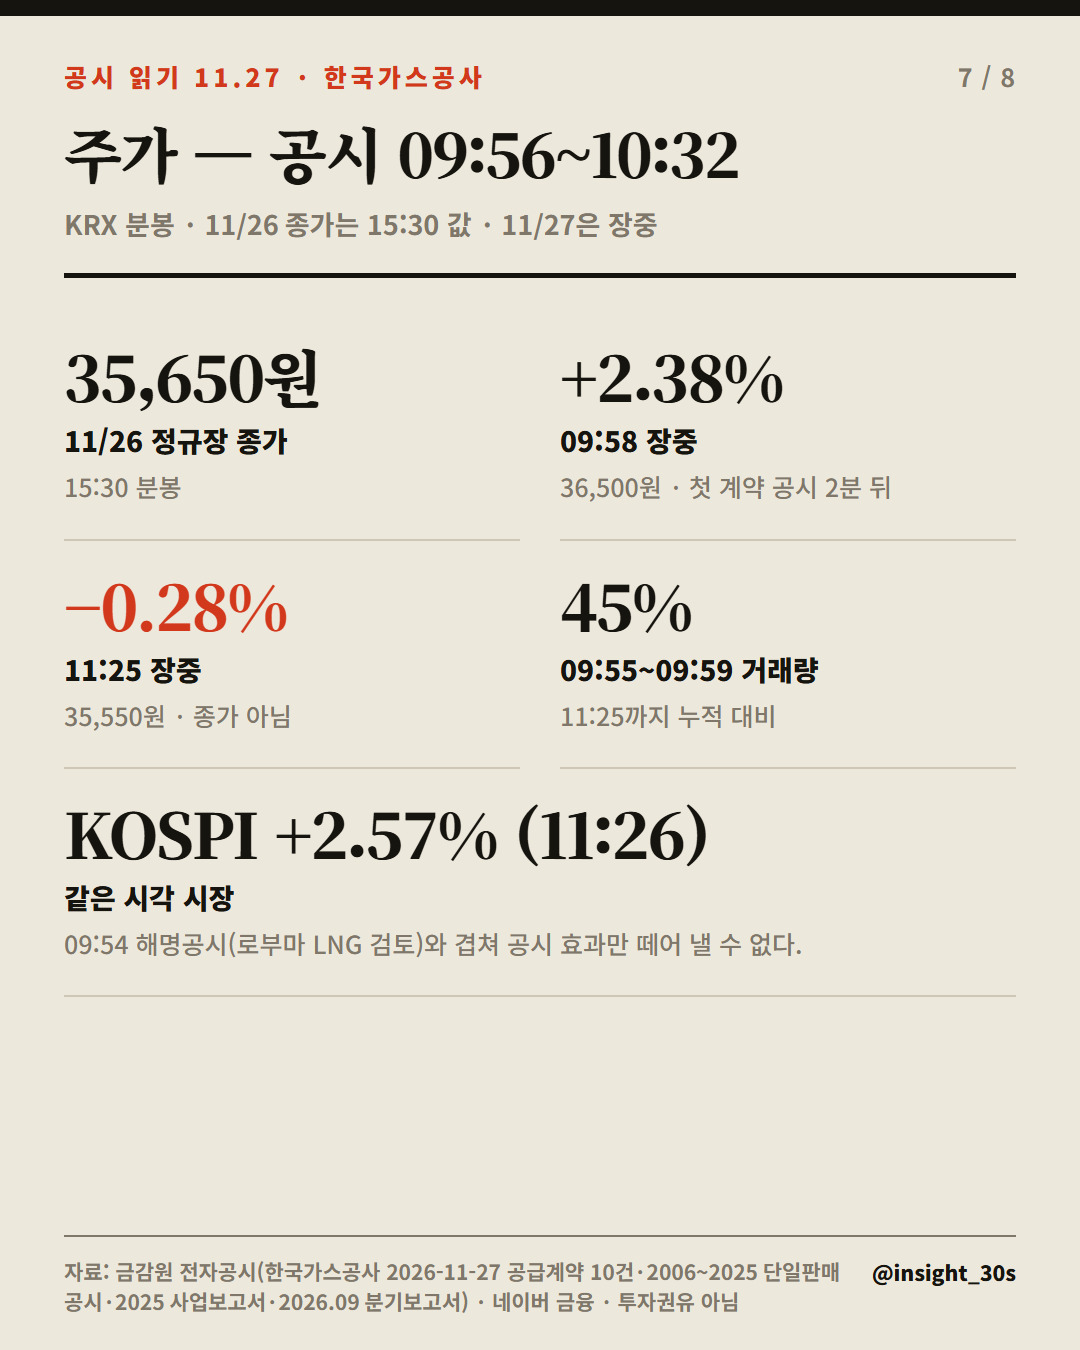 공시 읽기 11.27 · 한국가스공사
7 / 8
주가 — 공시 09:56~10:32
KRX 분봉 · 11/26 종가는 15:30 값 · 11/27은 장중
35,650원
11/26 정규장 종가
15:30 분봉
+2.38%
09:58 장중
36,500원 · 첫 계약 공시 2분 뒤
−0.28%
11:25 장중
35,550원 · 종가 아님
45%
09:55~09:59 거래량
11:25까지 누적 대비
KOSPI +2.57% (11:26)
같은 시각 시장
09:54 해명공시(로부마 LNG 검토)와 겹쳐 공시 효과만 떼어 낼 수 없다.
자료: 금감원 전자공시(한국가스공사 2026-11-27 공급계약 10건·2006~2025 단일판매
공시·2025 사업보고서·2026.09 분기보고서) · 네이버 금융 · 투자권유 아님
@insight_30s